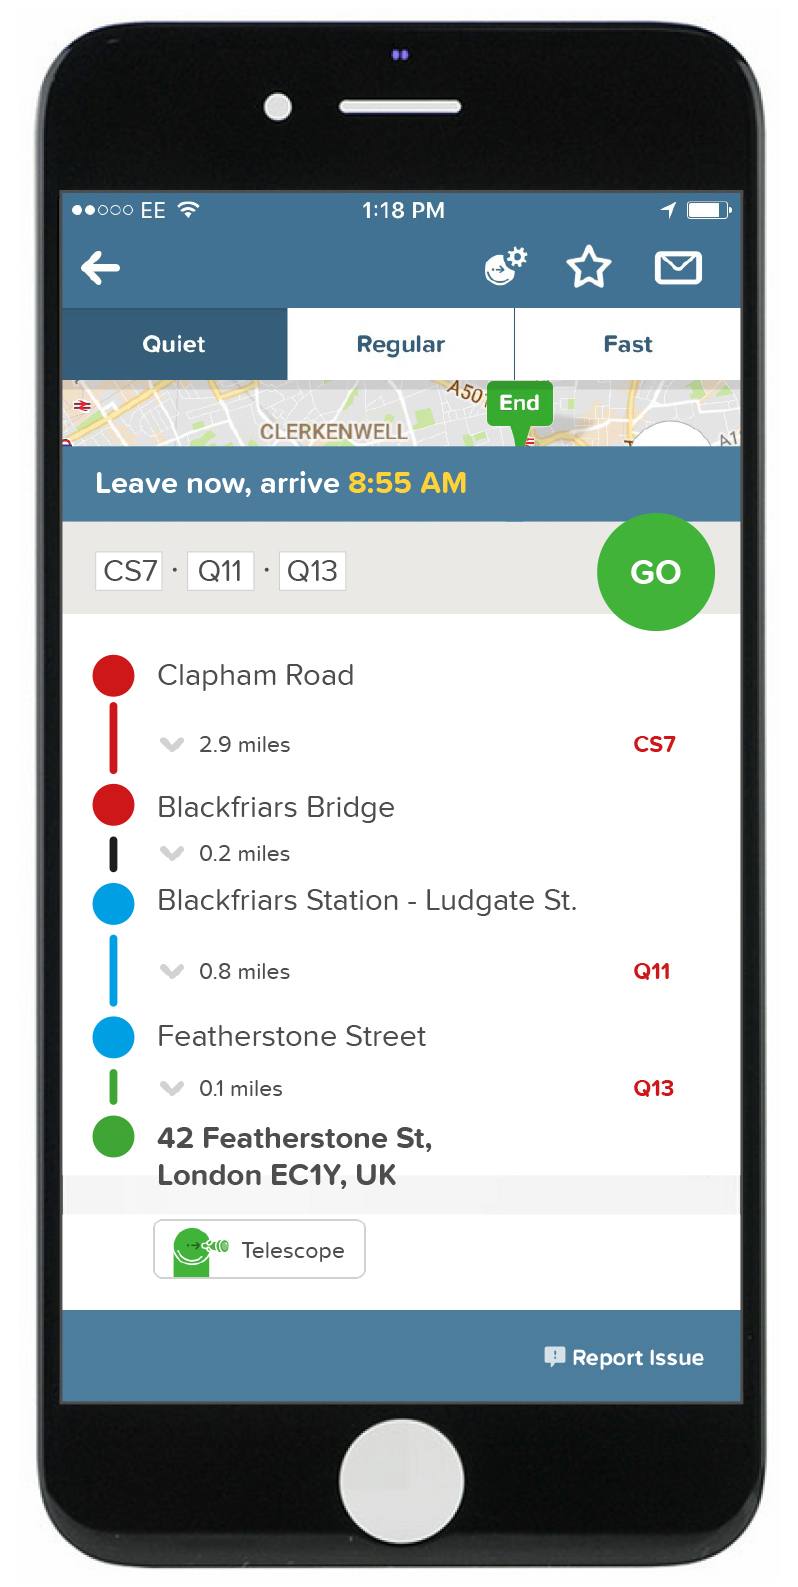 EE 1:18 PM
Quiet Regular Fast
A501
End
CLERKENWELL
Leave now, arrive 8:55 AM
CS7 · Q11 · Q13
GO
Clapham Road
2.9 miles CS7
Blackfriars Bridge
0.2 miles
Blackfriars Station - Ludgate St.
0.8 miles Q11
Featherstone Street
0.1 miles Q13
42 Featherstone St,
London EC1Y, UK
Telescope
Report Issue